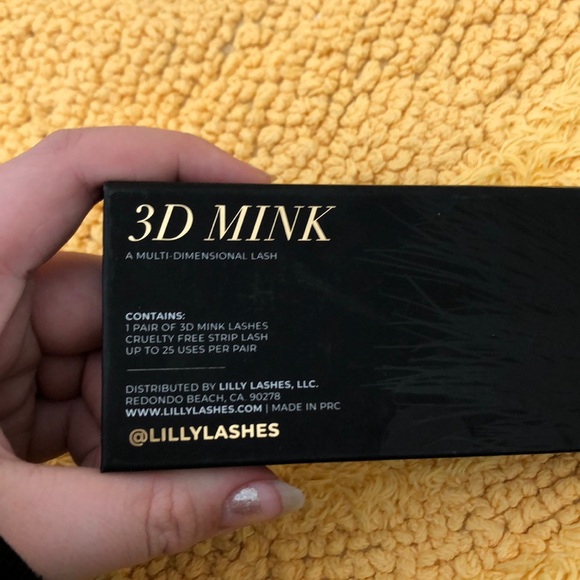 3D MINK
A MULTI-DIMENSIONAL LASH
CONTAINS:
1 PAIR OF 3D MINK LASHES
CRUELTY FREE STRIP LASH
UP TO 25 USES PER PAIR
DISTRIBUTED BY LILLY LASHES, LLC.
REDONDO BEACH, CA. 90278
WWW.LILLYLASHES.COM | MADE IN PRC
@LILLYLASHES